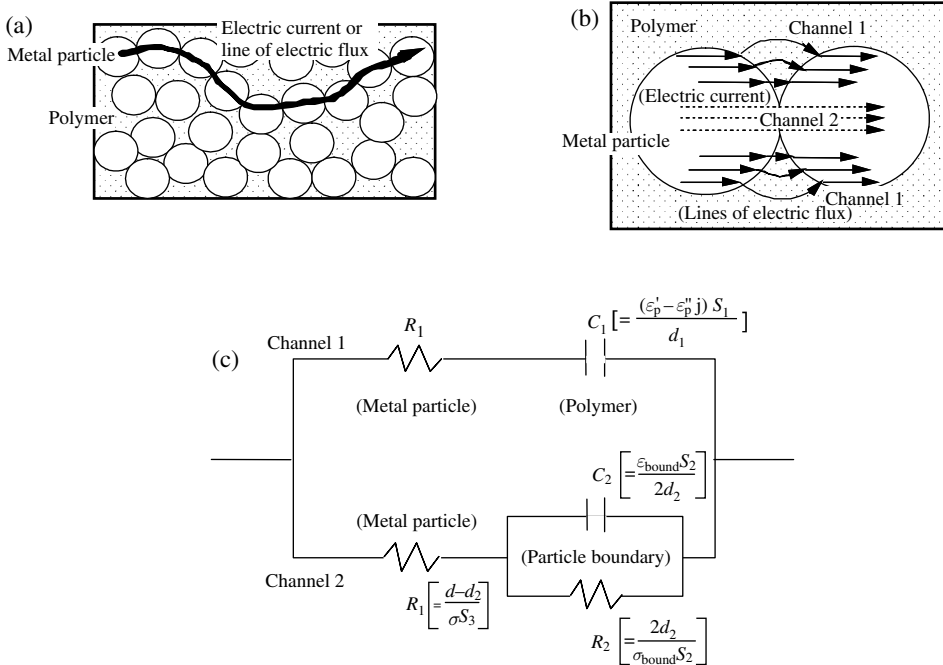 (a)
Electric current or
line of electric flux
Metal particle
Polymer
(b)
Polymer
Channel 1
(Electric current)
Channel 2
Metal particle
Channel 1
(Lines of electric flux)
(c)
Channel 1
R₁
C₁ [= (ε'ₚ – ε''ₚ j) S₁ / d₁]
(Metal particle)
(Polymer)
C₂ [= ε_bound S₂ / 2d₂]
(Metal particle)
(Particle boundary)
Channel 2
R₁ [= d–d₂ / σS₃]
R₂ [= 2d₂ / σ_bound S₂]